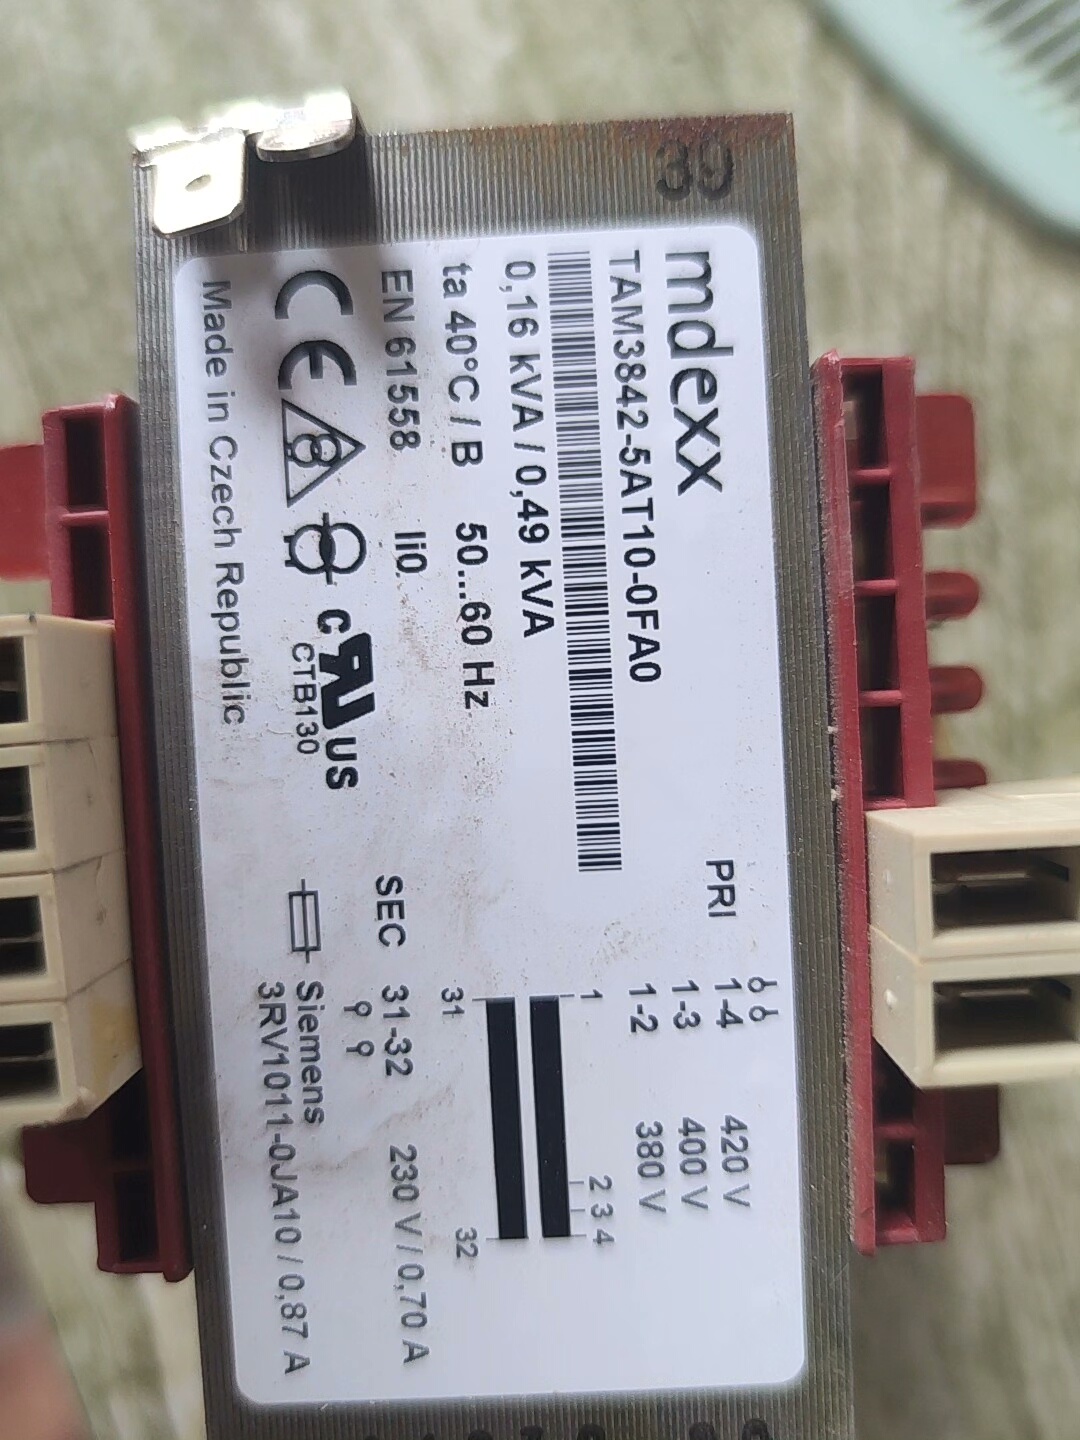 39
mdexx
TAM3842-5AT10-0FA0
0,16 kVA / 0,49 kVA
ta 40°C / B 50...60 Hz
EN 61558 Ii0
CE
c RU US
CTB130
Made in Czech Republic
PRI 1-4 420 V
1-3 400 V
1-2 380 V
1 2 3 4
31 32
SEC 31-32 230 V / 0,70 A
Siemens
3RV1011-0JA10 / 0,87 A